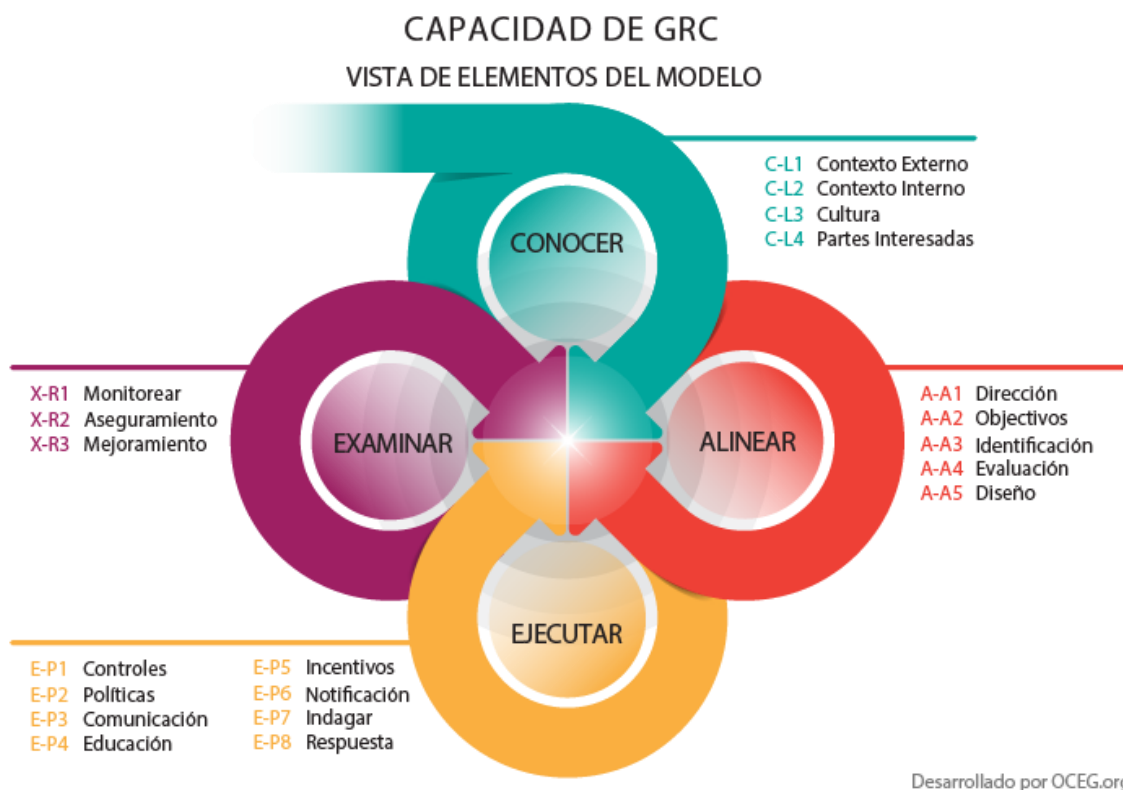 CAPACIDAD DE GRC
VISTA DE ELEMENTOS DEL MODELO
CONOCER
C-L1 Contexto Externo
C-L2 Contexto Interno
C-L3 Cultura
C-L4 Partes Interesadas
ALINEAR
A-A1 Dirección
A-A2 Objectivos
A-A3 Identificación
A-A4 Evaluación
A-A5 Diseño
EXAMINAR
X-R1 Monitorear
X-R2 Aseguramiento
X-R3 Mejoramiento
EJECUTAR
E-P1 Controles
E-P2 Políticas
E-P3 Comunicación
E-P4 Educación
E-P5 Incentivos
E-P6 Notificación
E-P7 Indagar
E-P8 Respuesta
Desarrollado por OCEG.org